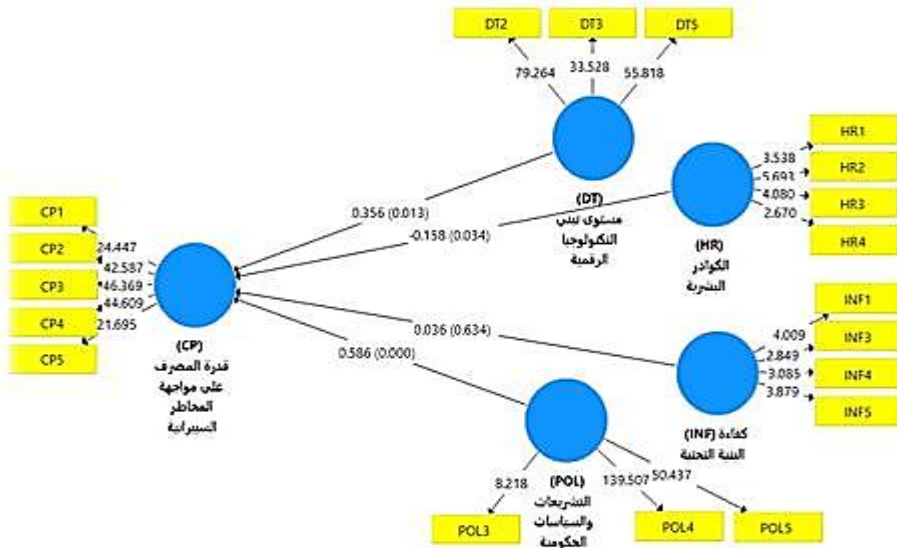 DT2
DT3
DT5
79.264
33.528
55.818
(DT)
مستوى تبني
التكنولوجيا
الرقمية
HR1
HR2
HR3
HR4
3.538
5.693
4.080
2.670
(HR)
الكوادر
البشرية
0.356 (0.013)
-0.158 (0.034)
CP1
CP2
CP3
CP4
CP5
24.447
42.587
46.369
44.609
21.695
(CP)
قدرة المصرف
على مواجهة
المخاطر
السيبرانية
0.036 (0.634)
0.586 (0.000)
INF1
INF3
INF4
INF5
4.009
2.849
3.085
3.879
كفاءة (INF)
البنية التحتية
(POL)
التشريعات
والسياسات
الحكومية
8.218
139.507
50.437
POL3
POL4
POL5